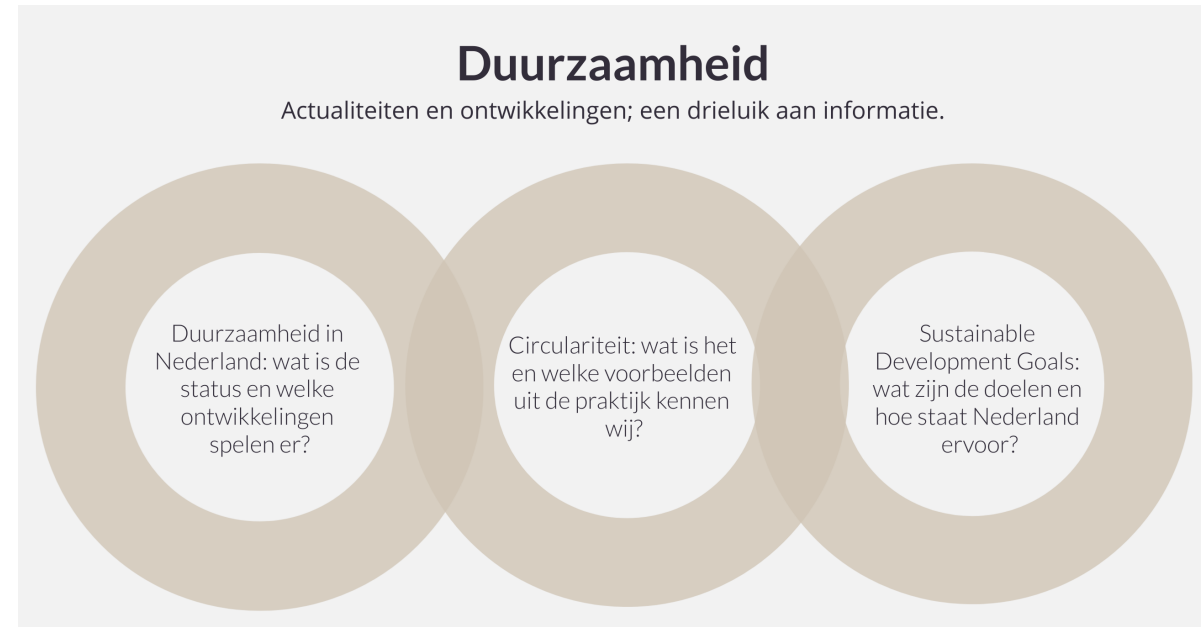 Duurzaamheid
Actualiteiten en ontwikkelingen; een drieluik aan informatie.
Duurzaamheid in
Nederland: wat is de
status en welke
ontwikkelingen
spelen er?
Circulariteit: wat is het
en welke voorbeelden
uit de praktijk kennen
wij?
Sustainable
Development Goals:
wat zijn de doelen en
hoe staat Nederland
ervoor?